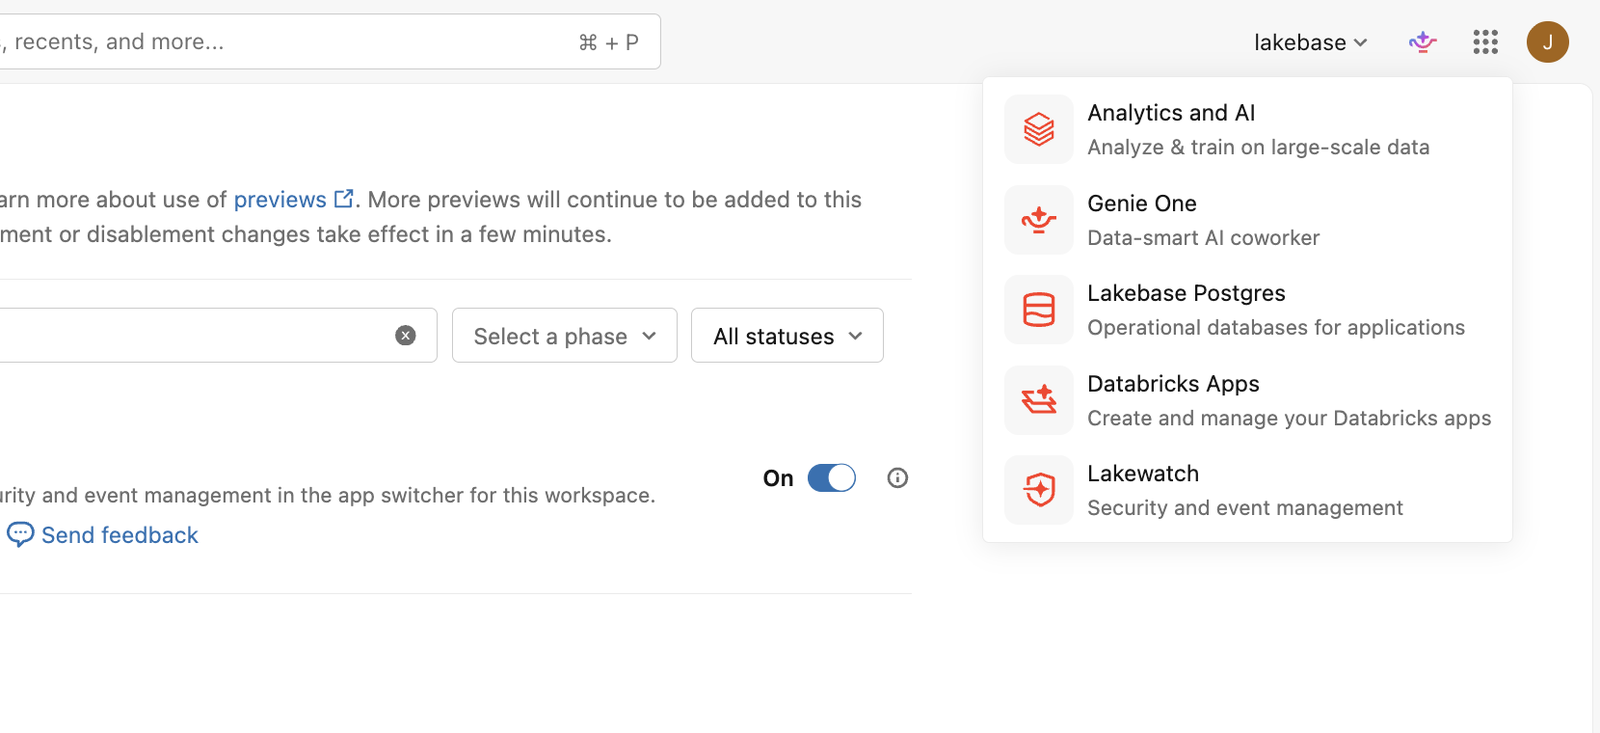 , recents, and more...
⌘ + P
lakebase
J
Analytics and AI
Analyze & train on large-scale data
Genie One
Data-smart AI coworker
Lakebase Postgres
Operational databases for applications
Databricks Apps
Create and manage your Databricks apps
Lakewatch
Security and event management
arn more about use of previews. More previews will continue to be added to this
ment or disablement changes take effect in a few minutes.
Select a phase
All statuses
On
urity and event management in the app switcher for this workspace.
Send feedback